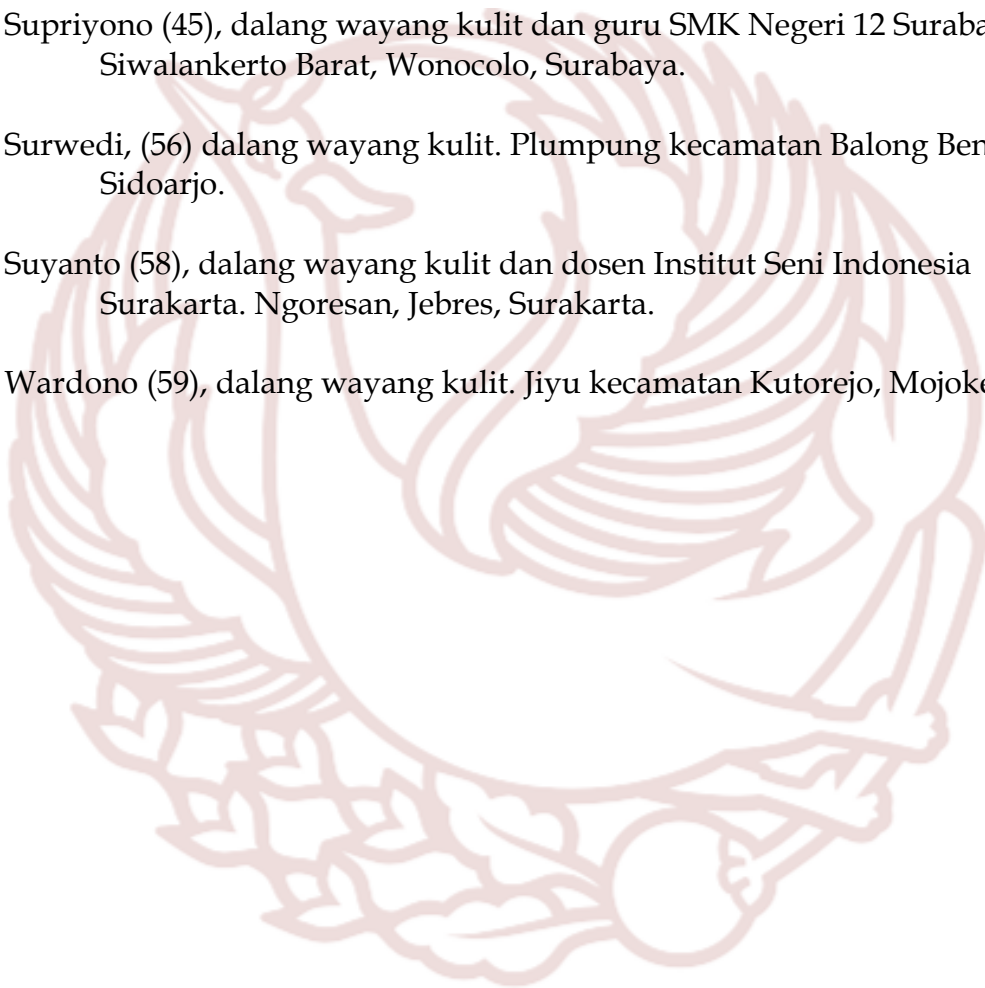 Supriyono (45), dalang wayang kulit dan guru SMK Negeri 12
Siwalankerto Barat, Wonocolo, Surabaya.
Surwedi, (56) dalang wayang kulit. Plumpung kecamatan Balong
Sidoarjo.
Suyanto (58), dalang wayang kulit dan dosen Institut Seni Indonesia
Surakarta. Ngoresan, Jebres, Surakarta.
Wardono (59), dalang wayang kulit. Jiyu kecamatan Kutorejo,